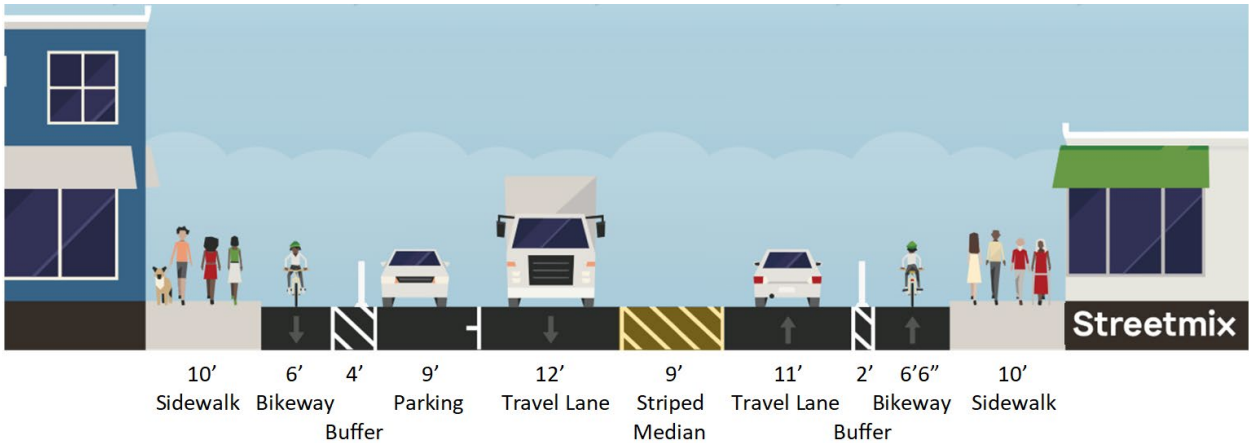 Streetmix
10’ 6’ 4’ 9’ 12’ 9’ 11’ 2’ 6’6” 10’
Sidewalk Bikeway Parking Travel Lane Striped Travel Lane Bikeway Sidewalk
Buffer Median Buffer